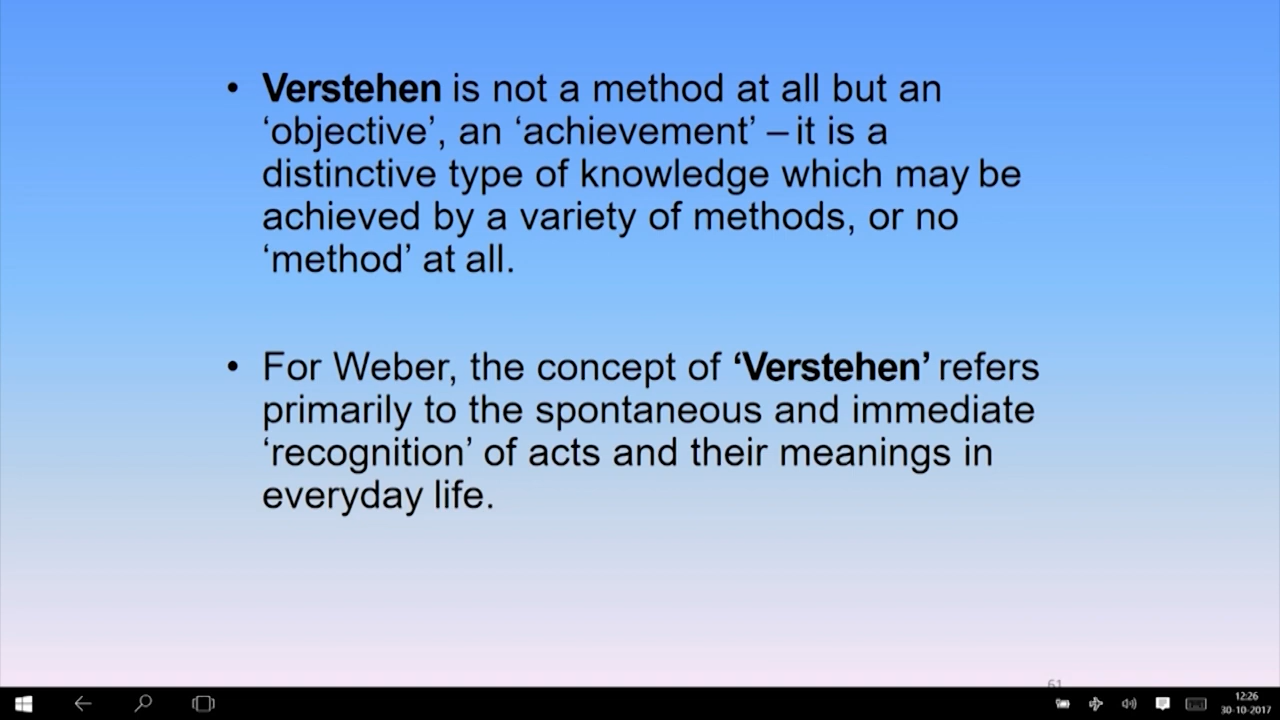 • Verstehen is not a method at all but an
‘objective’, an ‘achievement’ – it is a
distinctive type of knowledge which may be
achieved by a variety of methods, or no
‘method’ at all.
• For Weber, the concept of ‘Verstehen’ refers
primarily to the spontaneous and immediate
‘recognition’ of acts and their meanings in
everyday life.
61
12:26
30-10-2017